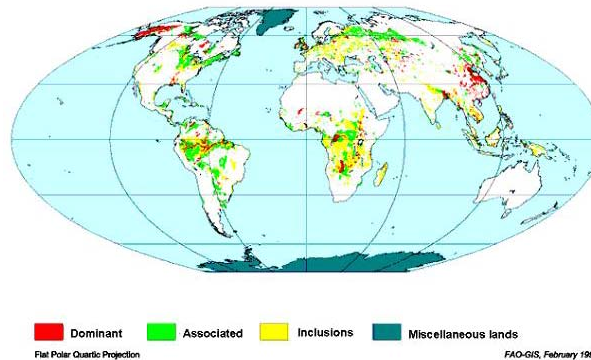 Dominant Associated Inclusions Miscellaneous lands
Flat Polar Quartic Projection FAO-GIS, February